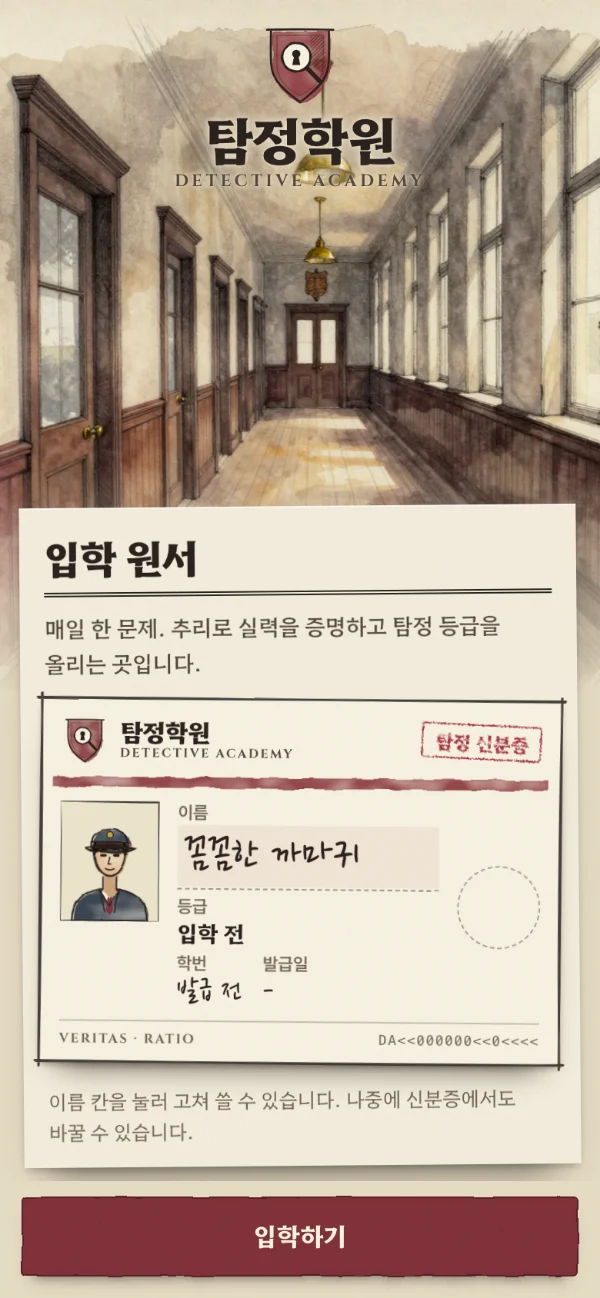 탐정학원
DETECTIVE ACADEMY
입학 원서
매일 한 문제. 추리로 실력을 증명하고 탐정 등급을
올리는 곳입니다.
탐정학원
DETECTIVE ACADEMY
탐정 신분증
이름
꼼꼼한 까마귀
등급
입학 전
학번 발급일
발급 전 –
VERITAS · RATIO
DA<<000000<<0<<<<
이름 칸을 눌러 고쳐 쓸 수 있습니다. 나중에 신분증에서도
바꿀 수 있습니다.
입학하기